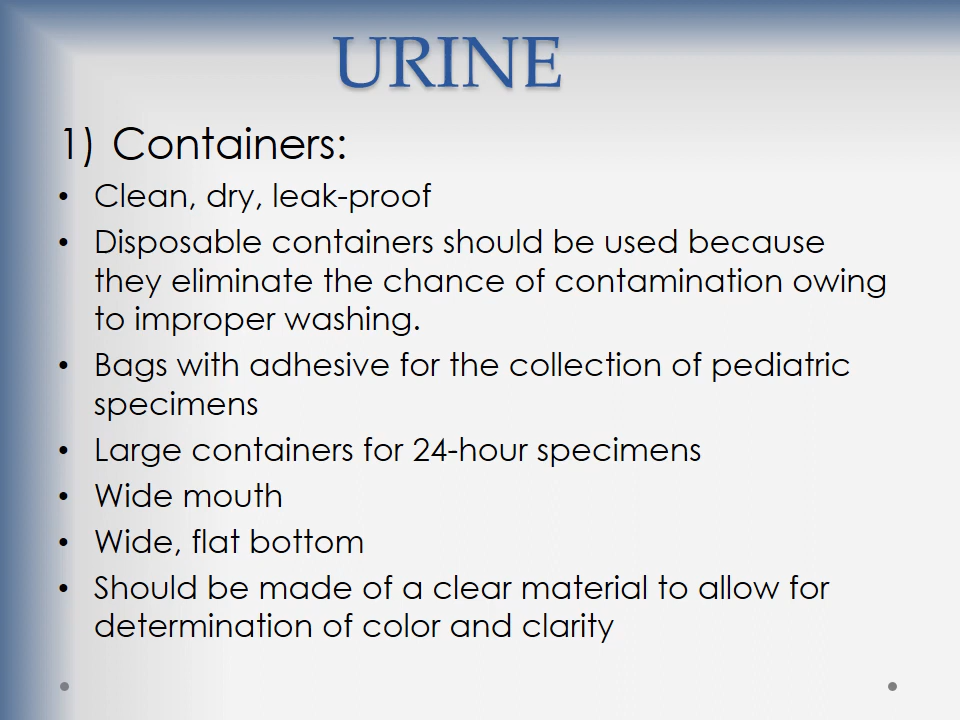 URINE
1) Containers:
• Clean, dry, leak-proof
• Disposable containers should be used because
they eliminate the chance of contamination owing
to improper washing.
• Bags with adhesive for the collection of pediatric
specimens
• Large containers for 24-hour specimens
• Wide mouth
• Wide, flat bottom
• Should be made of a clear material to allow for
determination of color and clarity